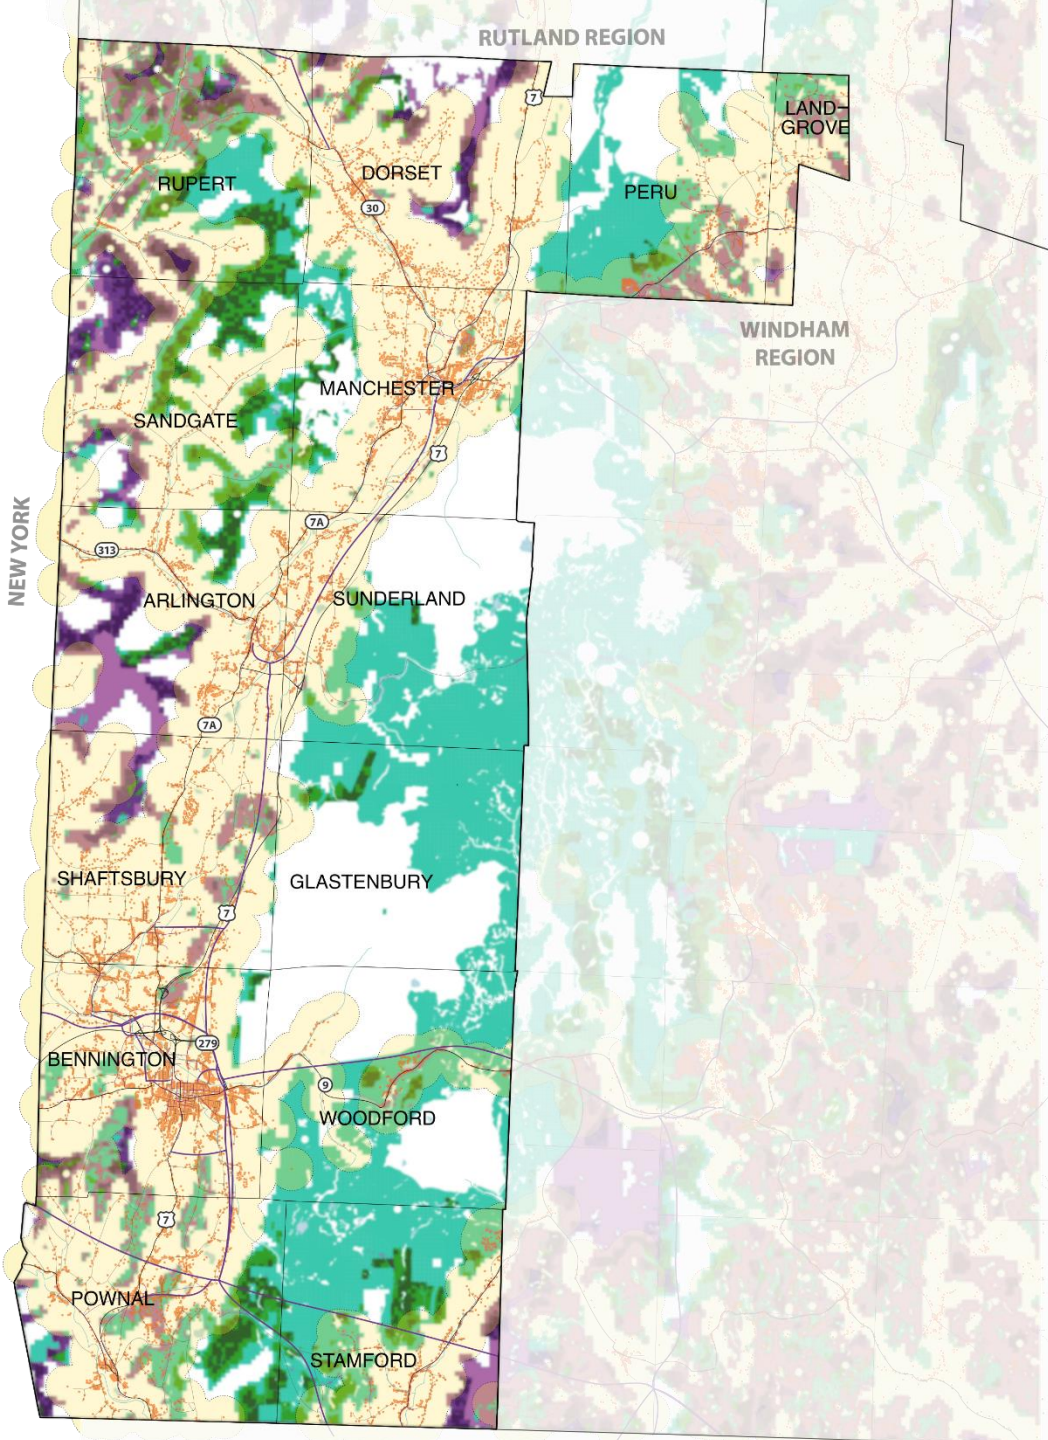 RUTLAND REGION
7
LAND-
GROVE
RUPERT
DORSET
PERU
30
WINDHAM
REGION
MANCHESTER
SANDGATE
7
NEW YORK
7A
313
ARLINGTON
SUNDERLAND
7A
SHAFTSBURY
GLASTENBURY
7
279
BENNINGTON
9
WOODFORD
7
POWNAL
STAMFORD